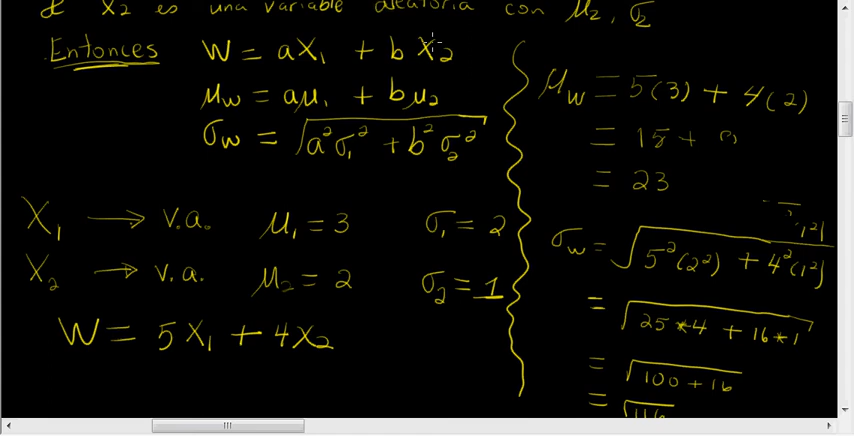 X2 es una variable aleatoria con μ2, σ2
Entonces W = aX1 + bX2
μw = aμ1 + bμ2
σw = √(a²σ1² + b²σ2²)
X1 → v.a. μ1 = 3 σ1 = 2
X2 → v.a. μ2 = 2 σ2 = 1
W = 5X1 + 4X2
μw = 5(3) + 4(2)
= 15 +
= 23
σw = √(5²(2²) + 4²(1²))
= √(25*4 + 16*1)
= √(100+16)
= √116